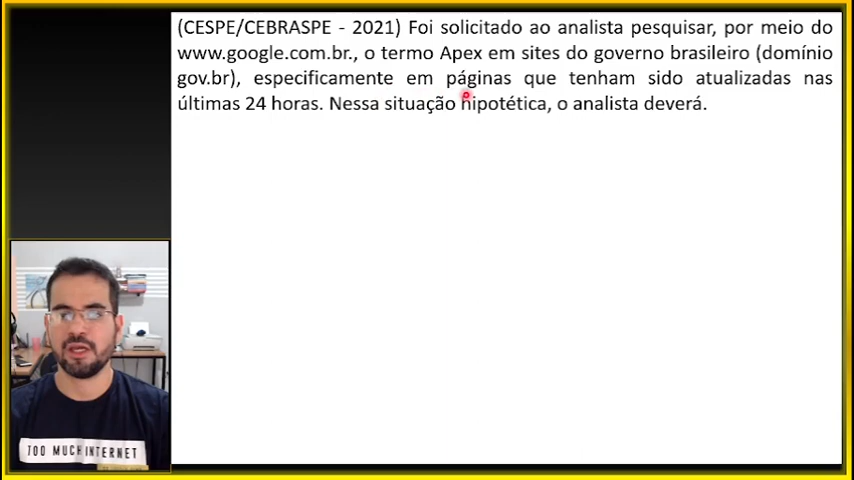 (CESPE/CEBRASPE - 2021) Foi solicitado ao analista pesquisar, por meio do
www.google.com.br., o termo Apex em sites do governo brasileiro (domínio
gov.br), especificamente em páginas que tenham sido atualizadas nas
últimas 24 horas. Nessa situação hipotética, o analista deverá.
TOO MUCH INTERNET